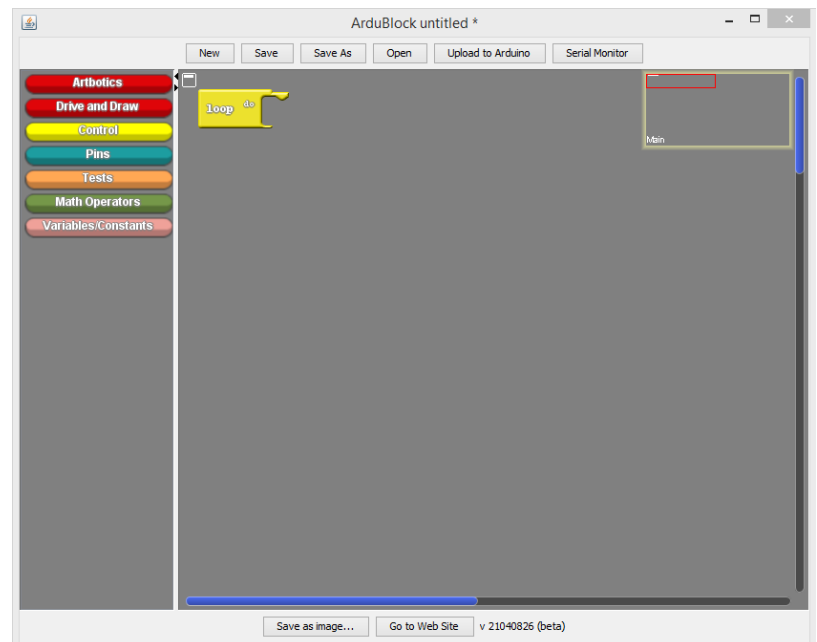 ArduBlock untitled *
New Save Save As Open Upload to Arduino Serial Monitor
Artbotics
Drive and Draw
Control
Pins
Tests
Math Operators
Variables/Constants
loop do
Main
Save as image... Go to Web Site v 21040826 (beta)